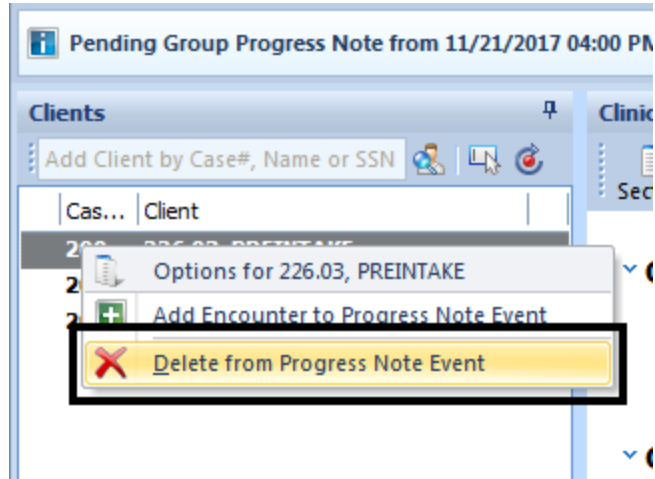 Pending Group Progress Note from 11/21/2017 04:00 PM
Clients
Add Client by Case#, Name or SSN
Cas... Client
Options for 226.03, PREINTAKE
Add Encounter to Progress Note Event
Delete from Progress Note Event